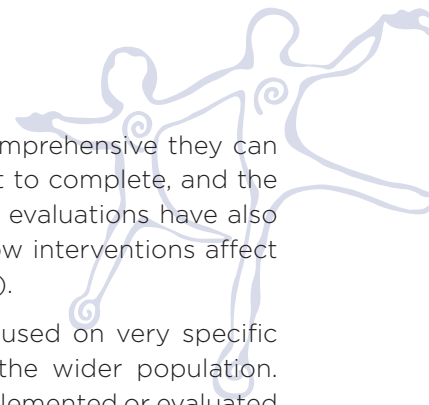 mprehensive they can
t to complete, and the
evaluations have also
w interventions affect
).
used on very specific
the wider population.
lemented or evaluated